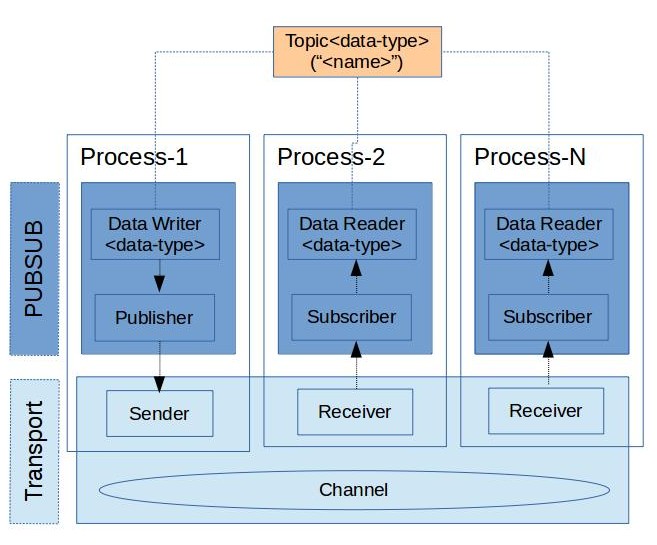 Topic<data-type>
(“<name>”)
Process-1
Process-2
Process-N
PUBSUB
Data Writer
<data-type>
Data Reader
<data-type>
Data Reader
<data-type>
Publisher
Subscriber
Subscriber
Transport
Sender
Receiver
Receiver
Channel